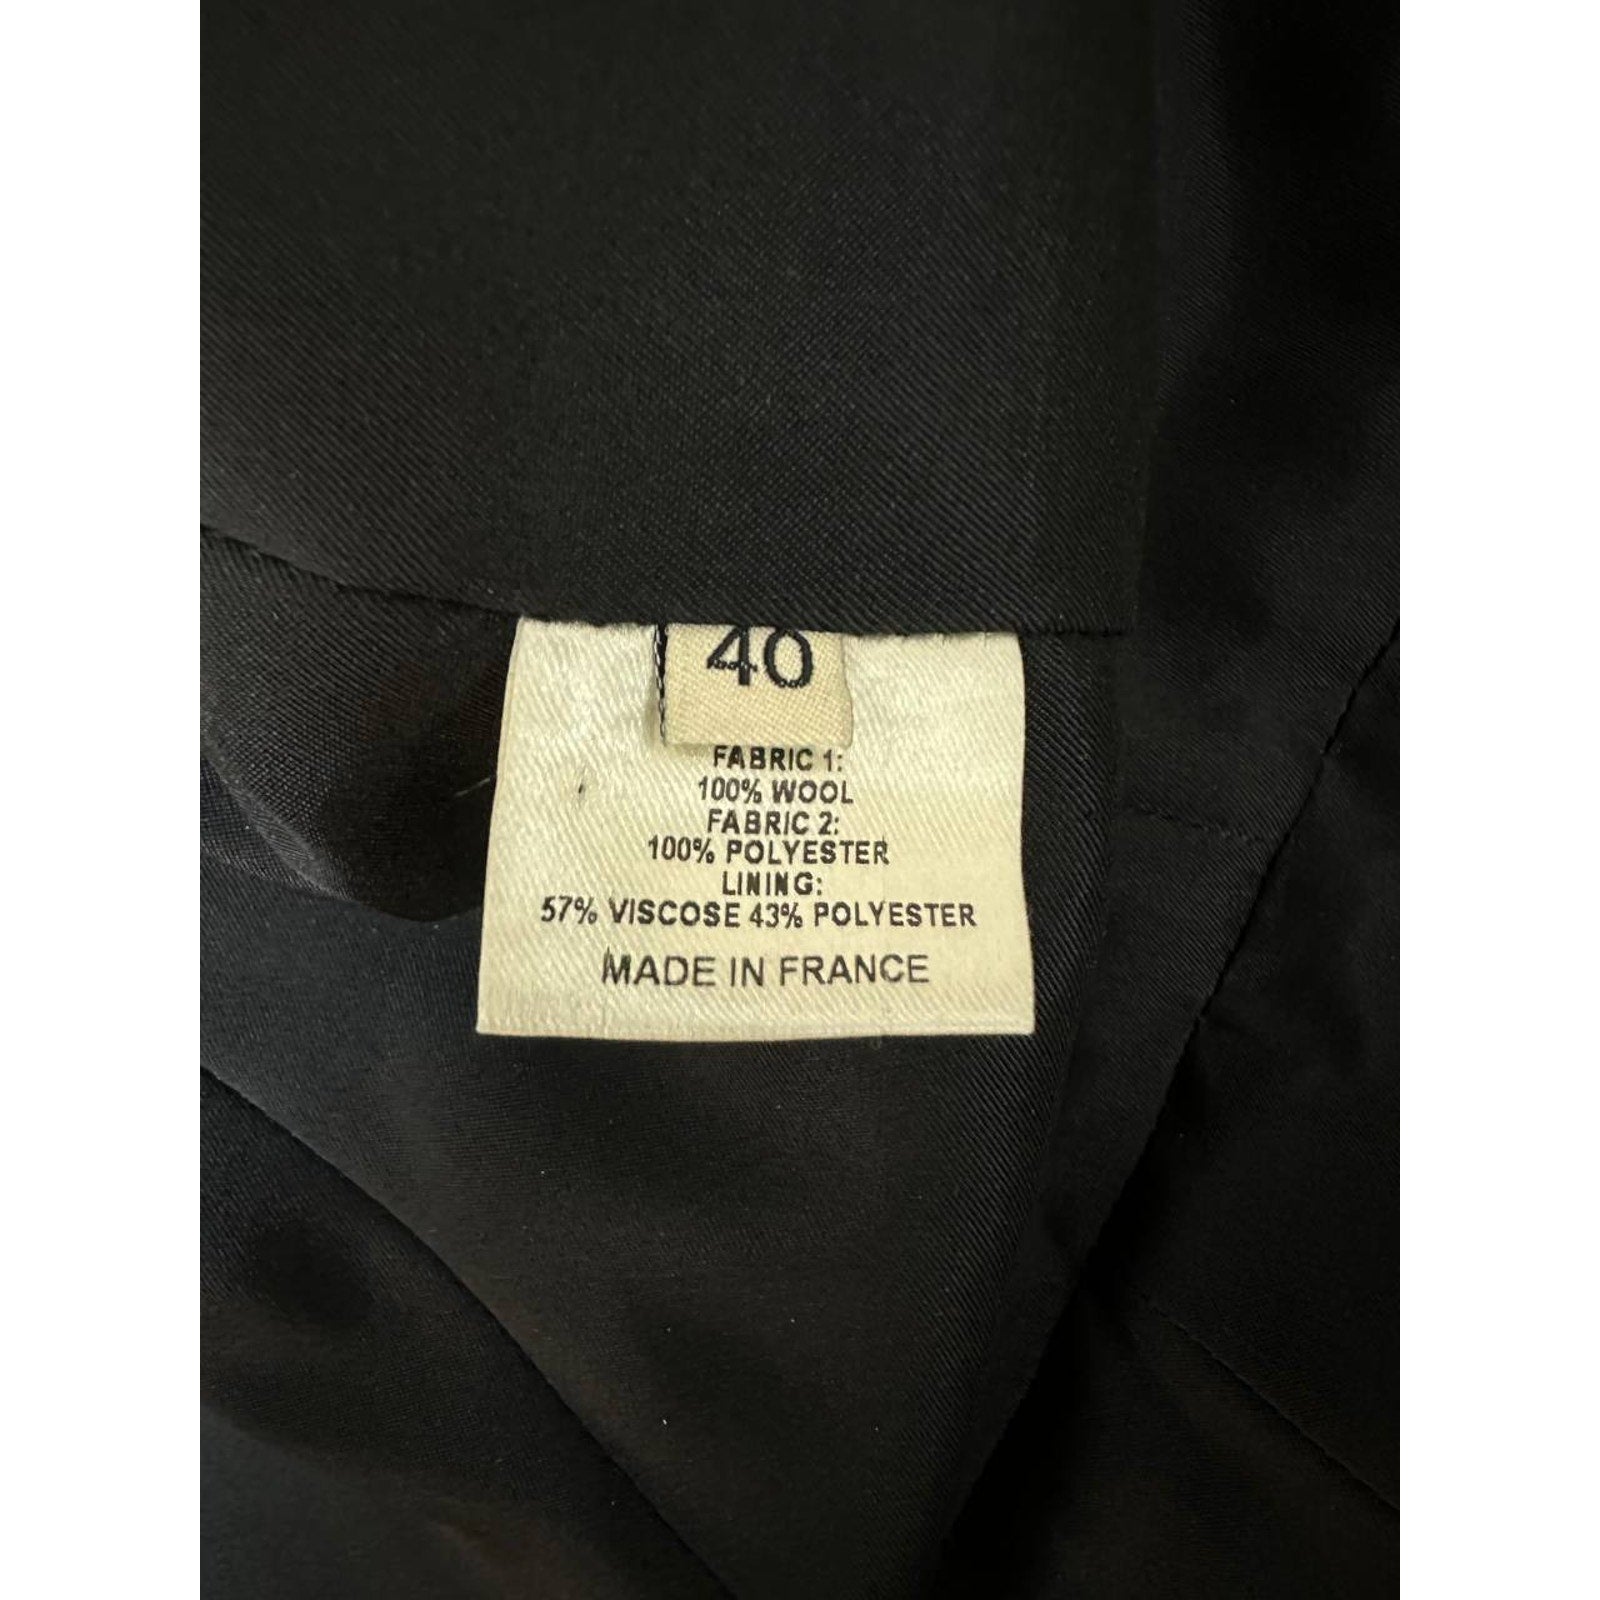 40
FABRIC 1:
100% WOOL
FABRIC 2:
100% POLYESTER
LINING:
57% VISCOSE 43% POLYESTER
MADE IN FRANCE